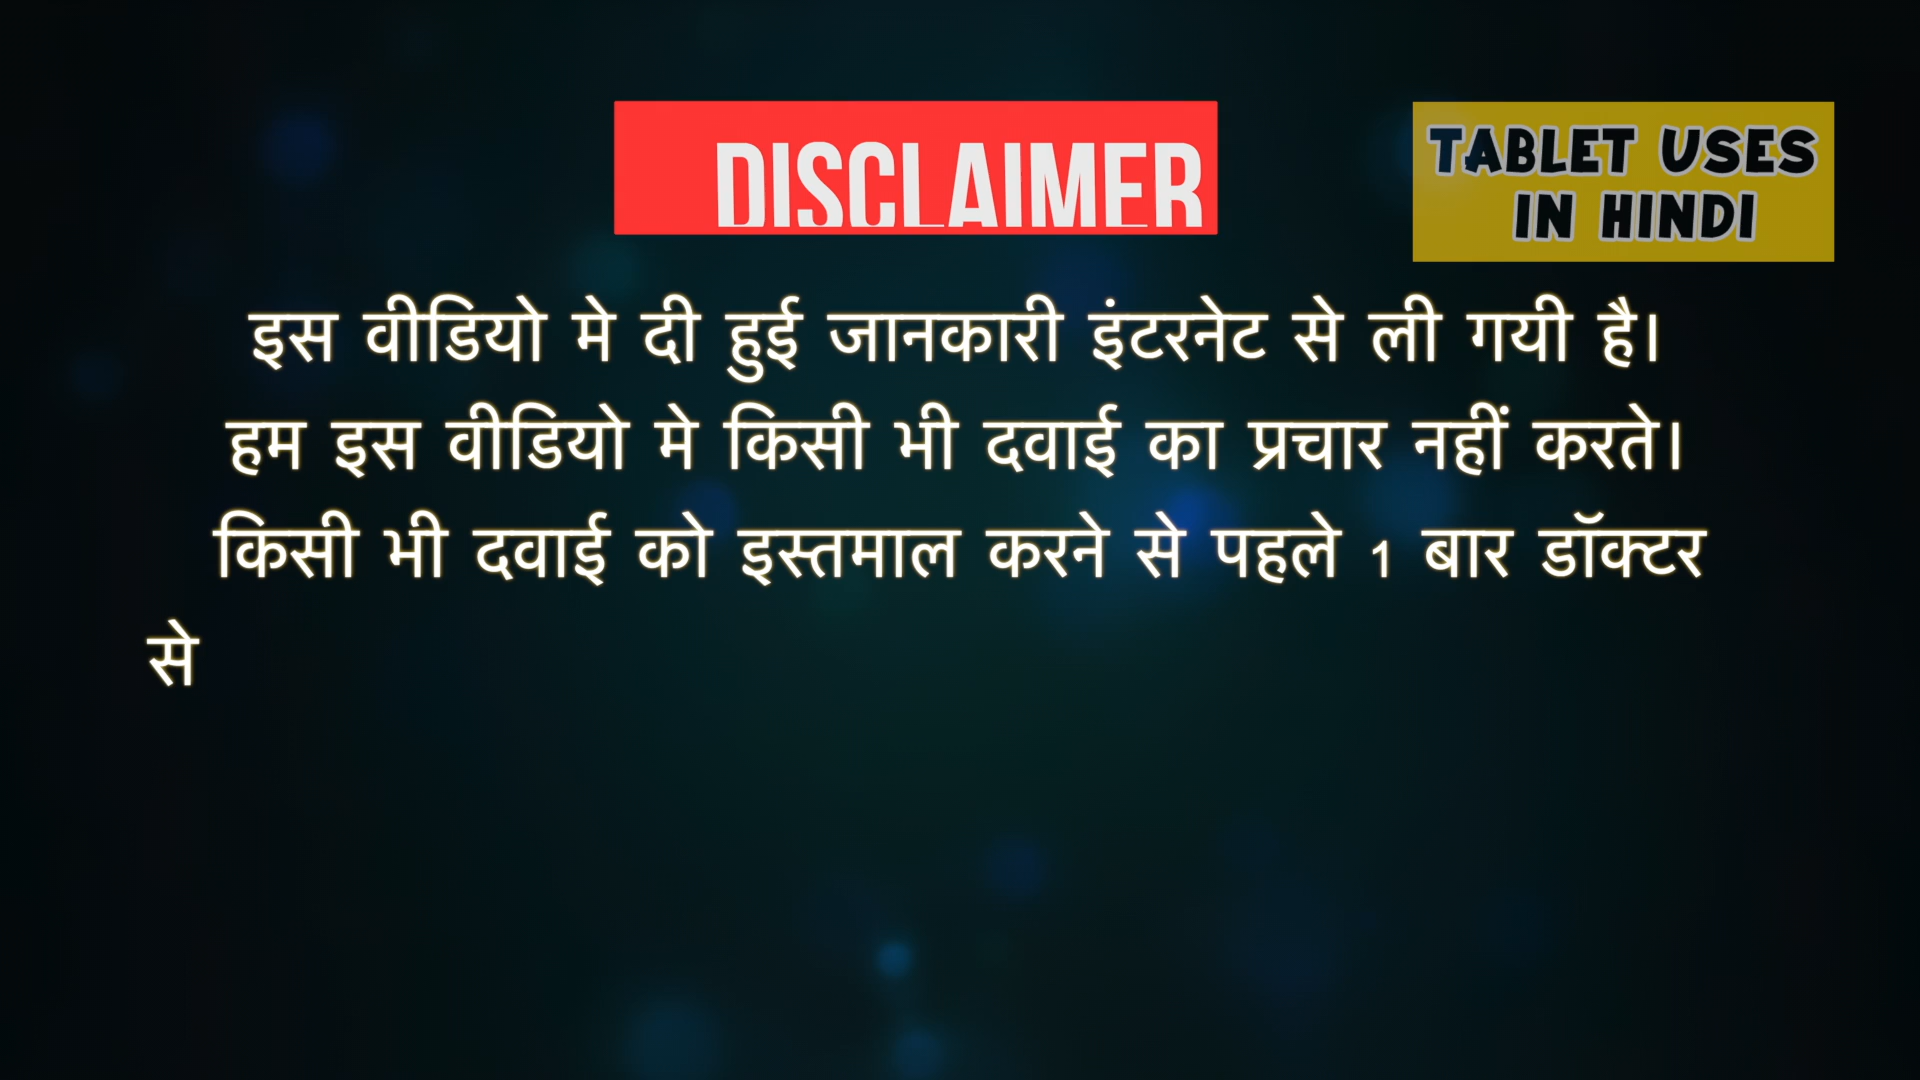 DISCLAIMER
TABLET USES
IN HINDI
इस वीडियो मे दी हुई जानकारी इंटरनेट से ली गयी है।
हम इस वीडियो मे किसी भी दवाई का प्रचार नहीं करते।
किसी भी दवाई को इस्तमाल करने से पहले 1 बार डॉक्टर
से